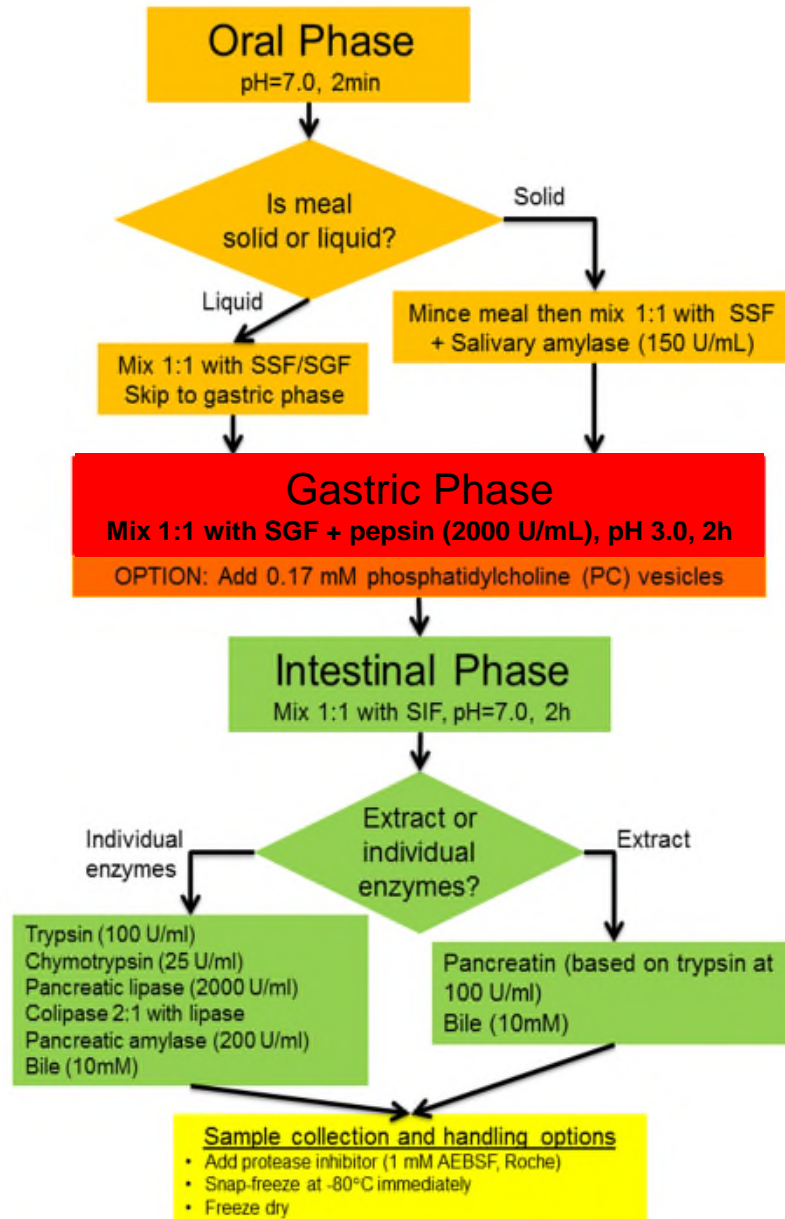 Oral Phase
pH=7.0, 2min
Is meal
solid or liquid?
Solid
Liquid
Mince meal then mix 1:1 with SSF
+ Salivary amylase (150 U/mL)
Mix 1:1 with SSF/SGF
Skip to gastric phase
Gastric Phase
Mix 1:1 with SGF + pepsin (2000 U/mL), pH 3.0, 2h
OPTION: Add 0.17 mM phosphatidylcholine (PC) vesicles
Intestinal Phase
Mix 1:1 with SIF, pH=7.0, 2h
Extract or
individual
enzymes?
Individual
enzymes
Extract
Trypsin (100 U/ml)
Chymotrypsin (25 U/ml)
Pancreatic lipase (2000 U/ml)
Colipase 2:1 with lipase
Pancreatic amylase (200 U/ml)
Bile (10mM)
Pancreatin (based on trypsin at
100 U/ml)
Bile (10mM)
Sample collection and handling options
• Add protease inhibitor (1 mM AEBSF, Roche)
• Snap-freeze at -80°C immediately
• Freeze dry